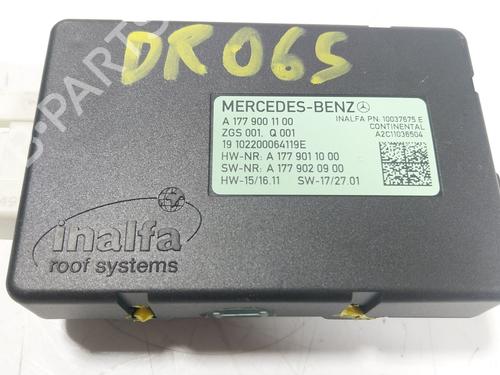 DR06S
MERCEDES-BENZ
A 177 900 11 00
ZGS 001, Q 001
19 102200064119E
HW-NR: A 177 901 10 00
SW-NR: A 177 902 09 00
HW-15/16.11 SW-17/27.01
INALFA PN: 10037675 E
CONTINENTAL
A2C11036504
inalfa
roof systems